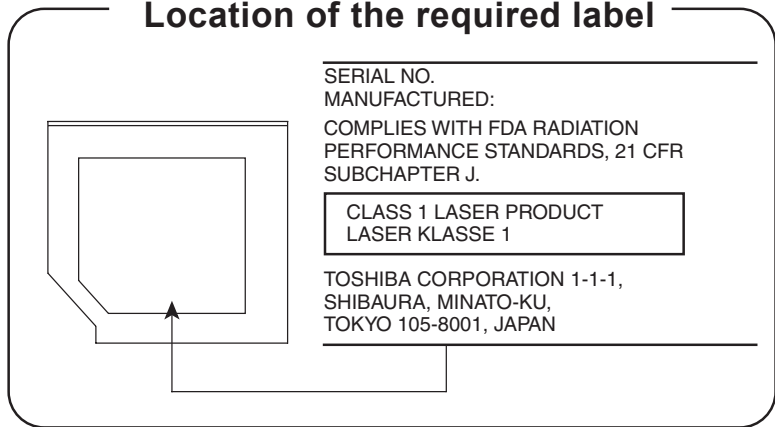 Location of the required label
SERIAL NO.
MANUFACTURED:
COMPLIES WITH FDA RADIATION
PERFORMANCE STANDARDS, 21 CFR
SUBCHAPTER J.
CLASS 1 LASER PRODUCT
LASER KLASSE 1
TOSHIBA CORPORATION 1-1-1,
SHIBAURA, MINATO-KU,
TOKYO 105-8001, JAPAN